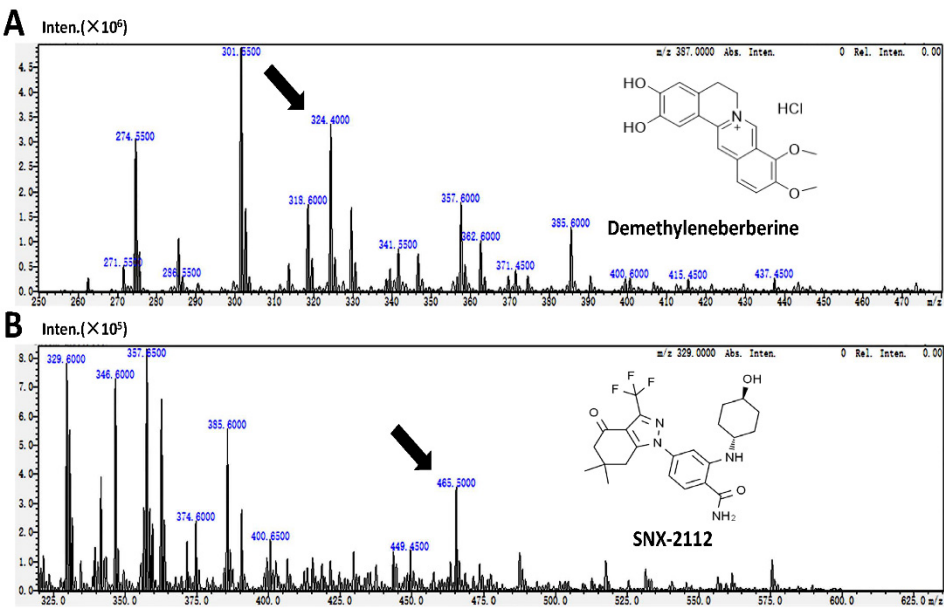 A
Inten.(×10⁶)
m/z 387.0000 Abs. Inten. 0 Rel. Inten. 0.00
301.5500
4.5
4.0
3.5
324.4000
274.5500
3.0
2.5
2.0
318.6000
357.6000
1.5
385.6000
362.6000
1.0
341.5500
0.5
271.5500
296.5500
371.4500
400.6000
415.4500
437.4500
0.0
250 260 270 280 290 300 310 320 330 340 350 360 370 380 390 400 410 420 430 440 450 460 470 m/z
HO
HO
N
+
HCl
O
O
Demethyleneberberine
B
Inten.(×10⁵)
m/z 329.0000 Abs. Inten. 0 Rel. Inten. 0.00
8.0
329.6000
357.6500
346.6000
7.0
6.0
385.6000
5.0
4.0
465.5000
3.0
374.6000
2.0
400.6500
449.4500
1.0
0.0
325.0 350.0 375.0 400.0 425.0 450.0 475.0 500.0 525.0 550.0 575.0 600.0 625.0 m/z
F
F
F
O
N
N
OH
NH
O
NH₂
SNX-2112